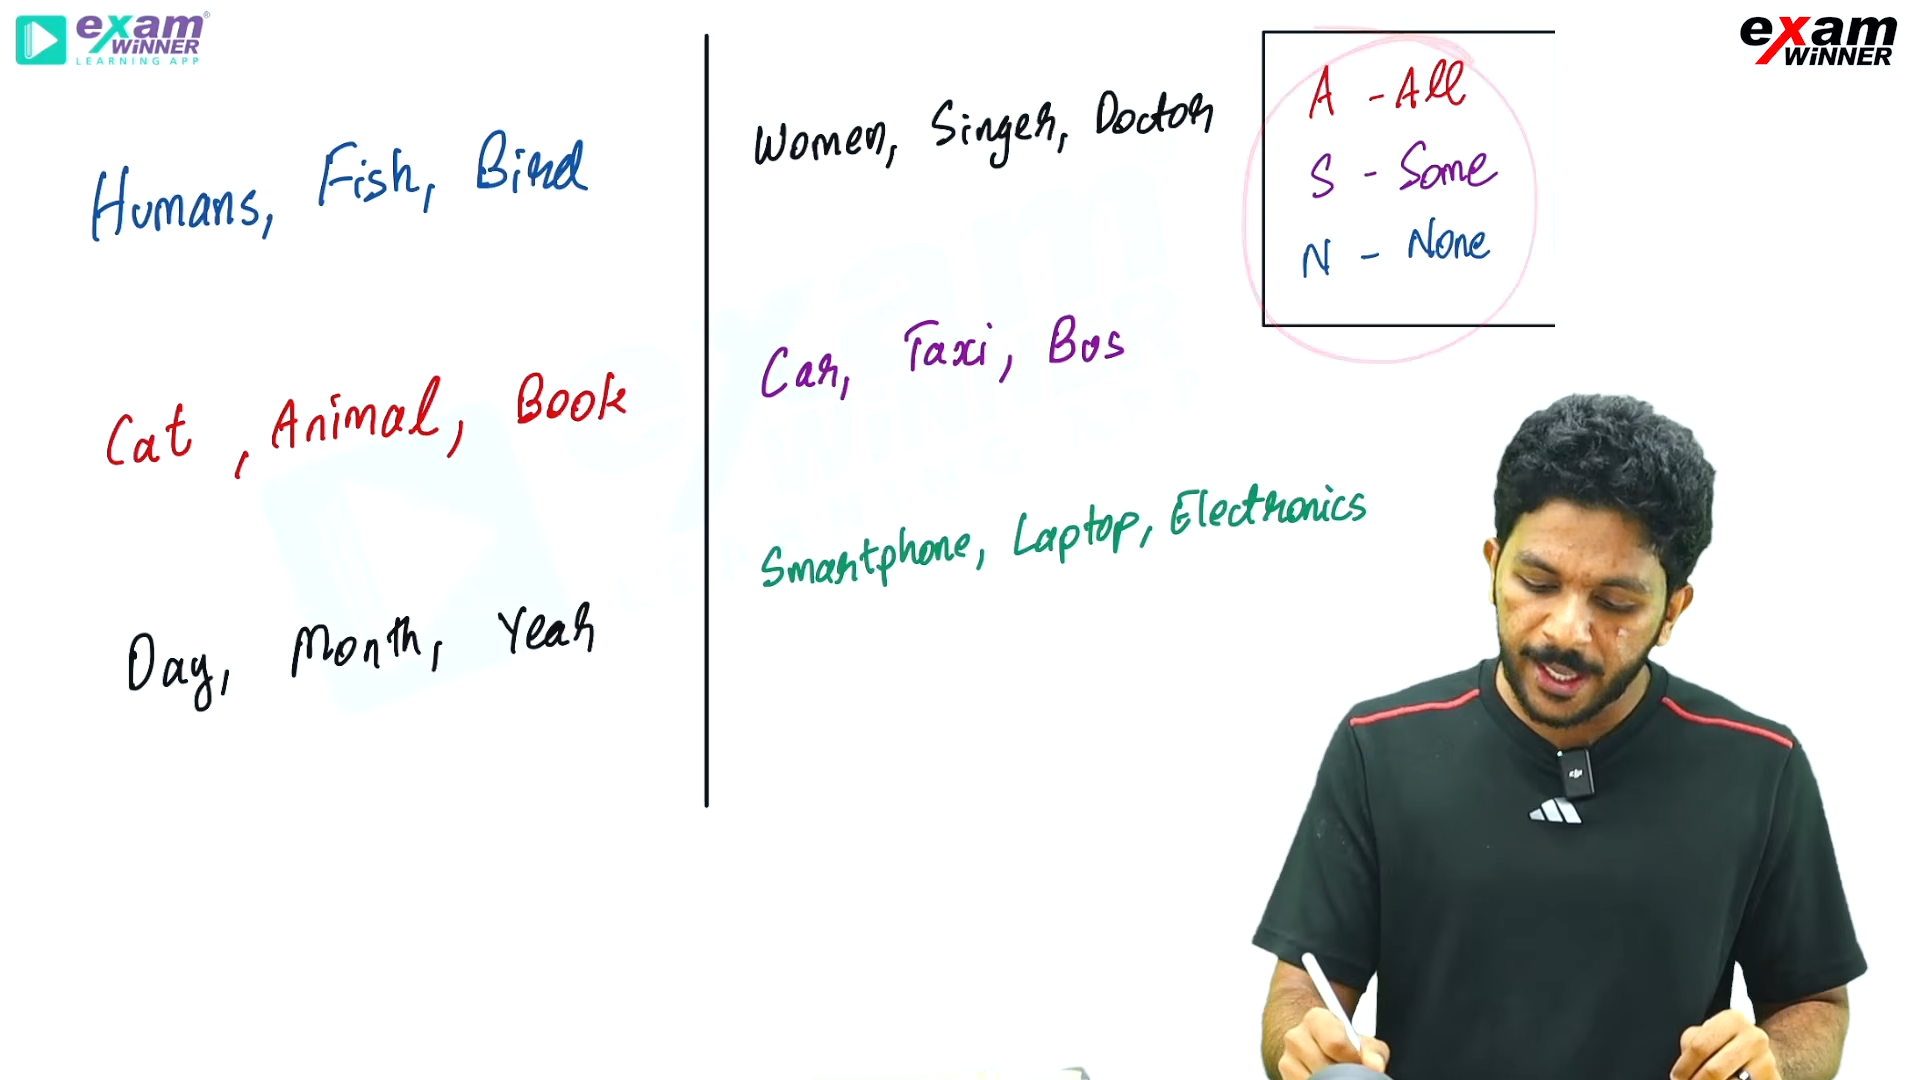 exam
WiNNER
LEARNING APP
exam
WiNNER
Humans, Fish, Bird
Cat, Animal, Book
Day, Month, Year
Women, Singer, Doctor
Car, Taxi, Bus
Smartphone, Laptop, Electronics
A - All
S - Some
N - None